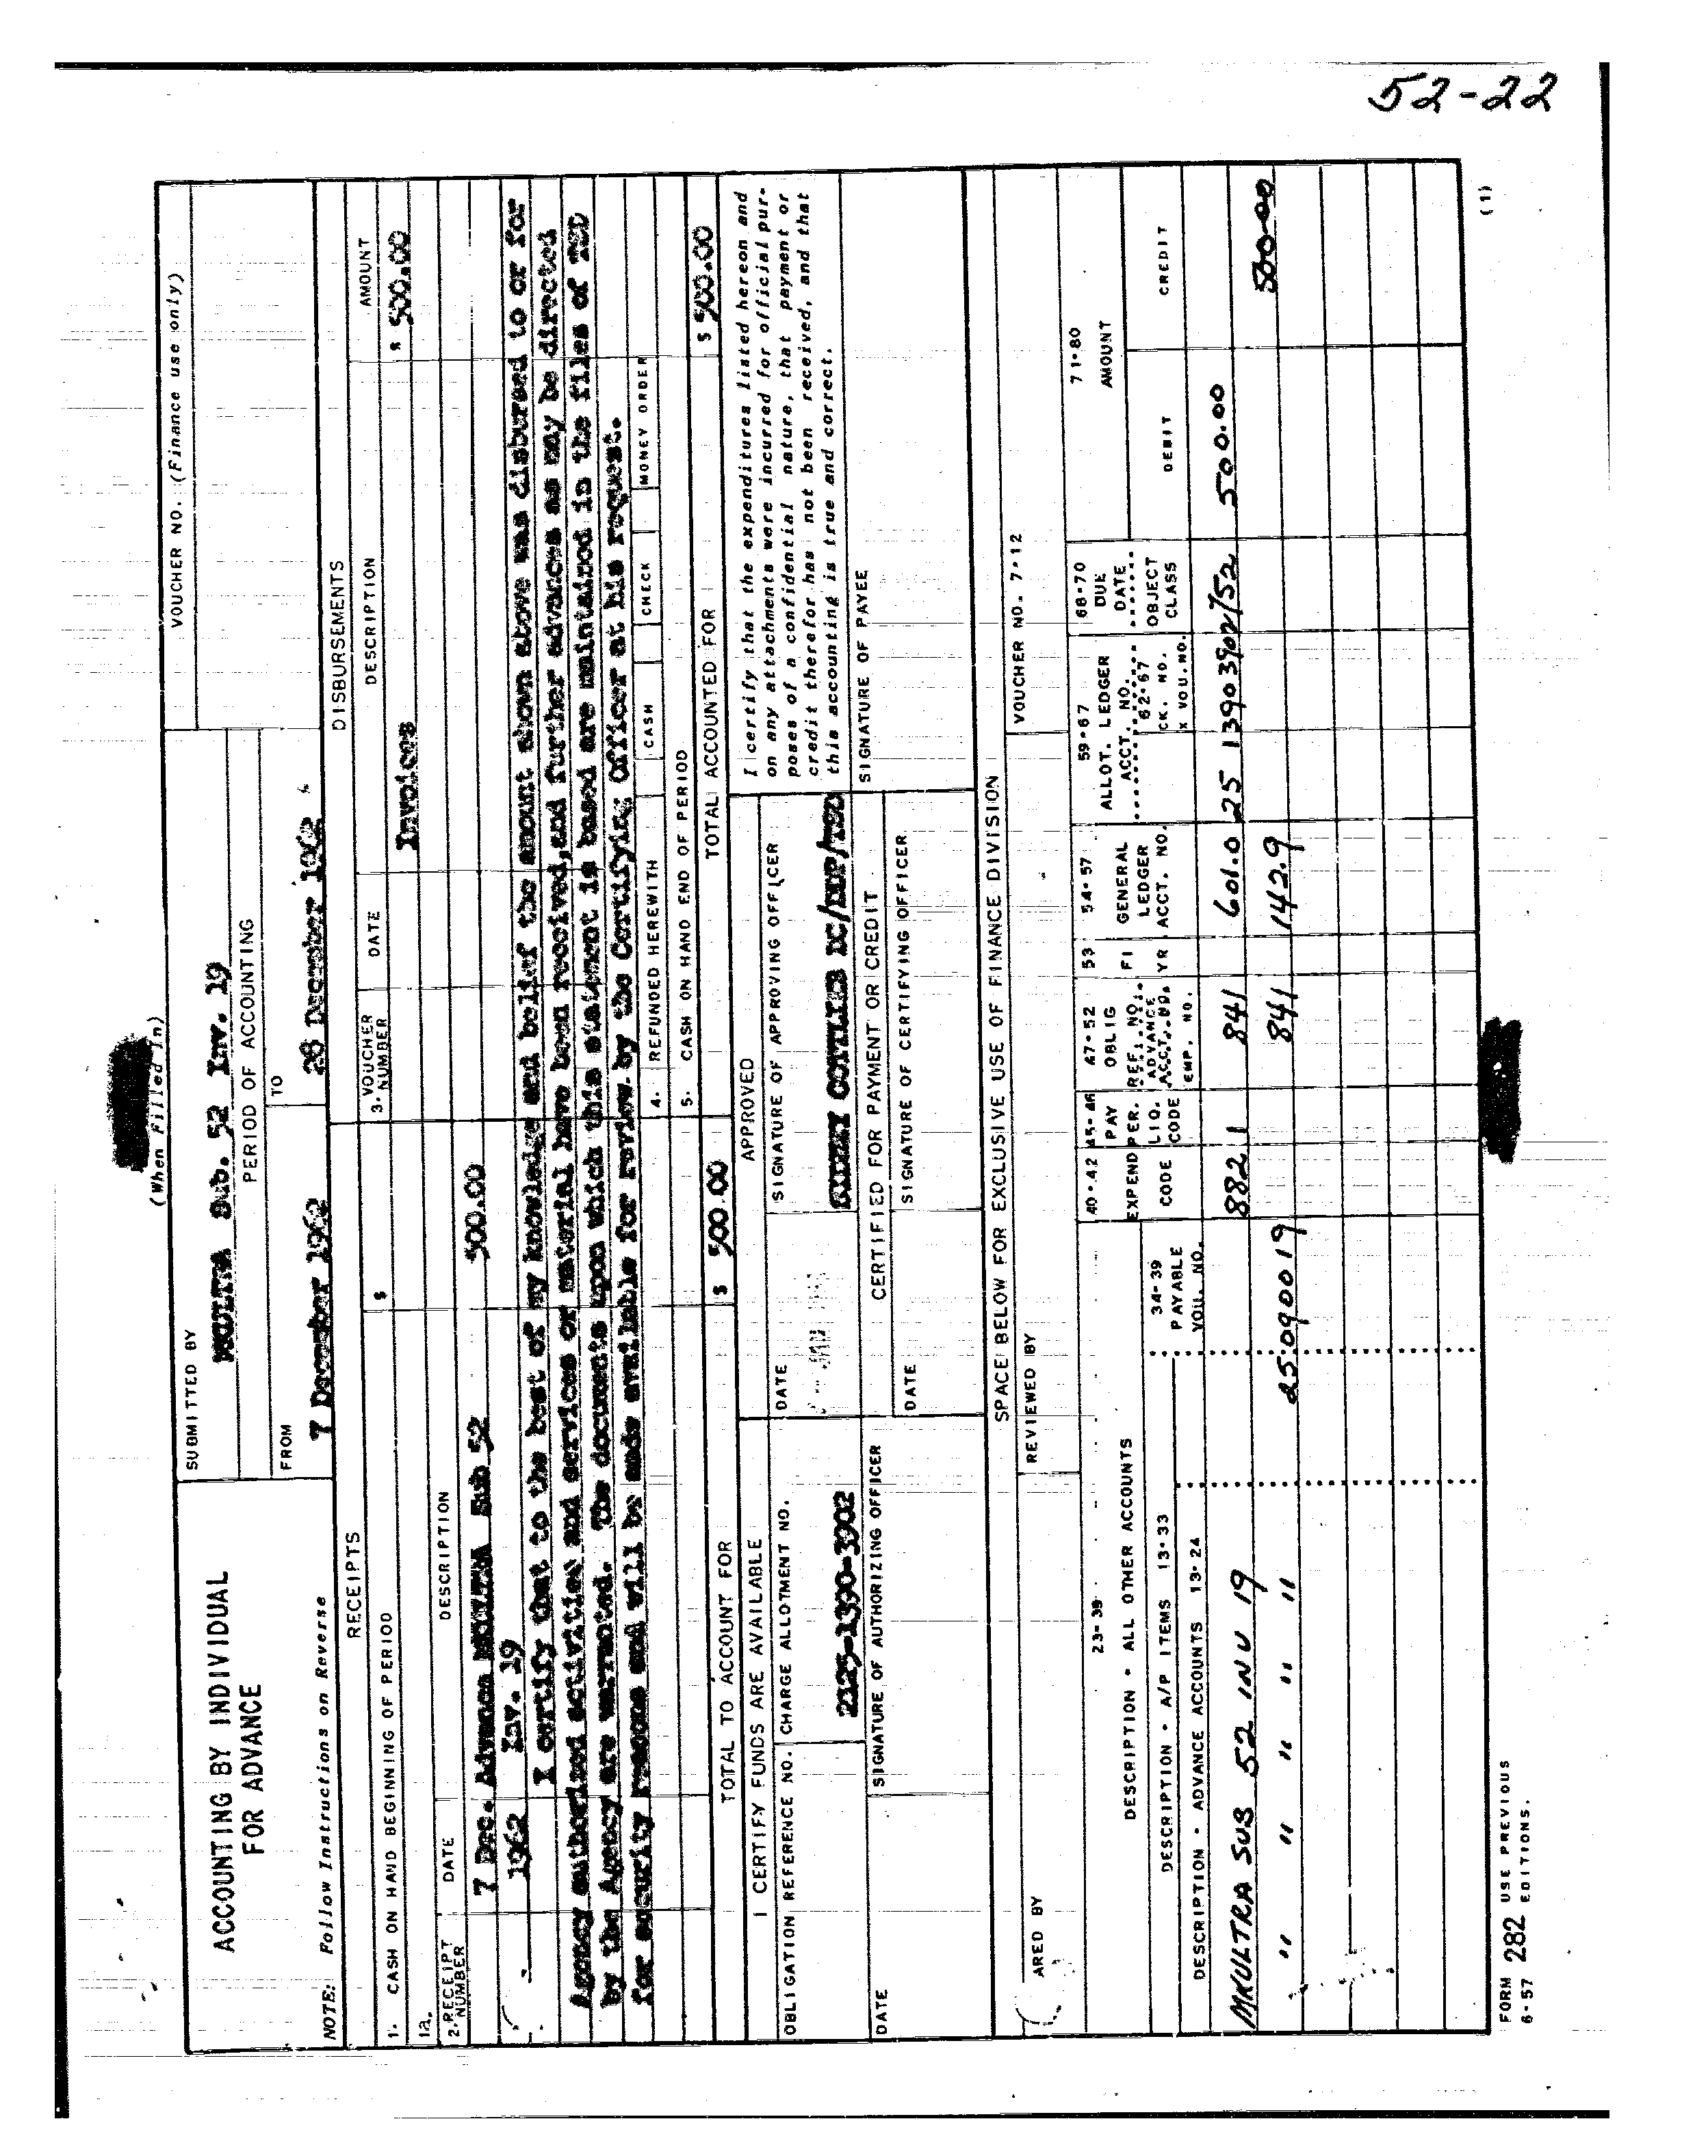 52-22
(When Filled In)
ACCOUNTING BY INDIVIDUAL
FOR ADVANCE
NOTE: Follow Instructions on Reverse
SUBMITTED BY
MKULTRA Sub. 52 Inv. 19
VOUCHER NO. (Finance use only)
PERIOD OF ACCOUNTING
FROM
7 December 1962
TO
28 December 1962
RECEIPTS
DISBURSEMENTS
1. CASH ON HAND BEGINNING OF PERIOD
$
3. VOUCHER NUMBER
DATE
DESCRIPTION
AMOUNT
1a.
Invoices
$ 500.00
2. RECEIPT NUMBER
DATE
DESCRIPTION
7 Dec. Advance MKULTRA Sub 52
500.00
1962 Inv. 19
I certify that to the best of my knowledge and belief the amount shown above was disbursed to or for
Agency authorized activities and services or material have been received, and further advances as may be directed
by the Agency are warranted. The documents upon which this statement is based are maintained in the files of TSD
for security reasons and will be made available for review by the Certifying Officer at his request.
4. REFUNDED HEREWITH
CASH
CHECK
MONEY ORDER
5. CASH ON HAND END OF PERIOD
TOTAL TO ACCOUNT FOR
$ 500.00
TOTAL ACCOUNTED FOR
$ 500.00
I CERTIFY FUNDS ARE AVAILABLE
APPROVED
I certify that the expenditures listed hereon and
on any attachments were incurred for official pur-
poses of a confidential nature, that payment or
credit therefor has not been received, and that
this accounting is true and correct.
OBLIGATION REFERENCE NO.
CHARGE ALLOTMENT NO.
2125-1390-3902
DATE
SIGNATURE OF APPROVING OFFICER
SIDNEY GOTTLIEB DC/DDP/TSD
DATE
SIGNATURE OF AUTHORIZING OFFICER
CERTIFIED FOR PAYMENT OR CREDIT
DATE
SIGNATURE OF CERTIFYING OFFICER
SIGNATURE OF PAYEE
SPACE BELOW FOR EXCLUSIVE USE OF FINANCE DIVISION
ARED BY
REVIEWED BY
VOUCHER NO. 7-12
23-39
DESCRIPTION - ALL OTHER ACCOUNTS
DESCRIPTION - A/P ITEMS 13-33
DESCRIPTION - ADVANCE ACCOUNTS 13-24
34-39
PAYABLE
VOU. NO.
40-42
EXPEND
CODE
45-46
PAY
PER.
LIQ.
CODE
47-52
OBLIG
REF. NO.
ADVANCE
ACCT. NO.
EMP. NO.
53
FI
YR
54-57
GENERAL
LEDGER
ACCT. NO.
59-67
ALLOT. LEDGER
ACCT. NO.
62-67
CK. NO.
X VOU. NO.
68-70
DUE
DATE
OBJECT
CLASS
71-80
AMOUNT
DEBIT
CREDIT
MKULTRA SUB 52 INV 19 882 1 841 601.0 25 1390 3902/52 500.00
" " " " " 25090019 841 142.9 500.00
FORM 282 USE PREVIOUS
6-57 EDITIONS.
(1)